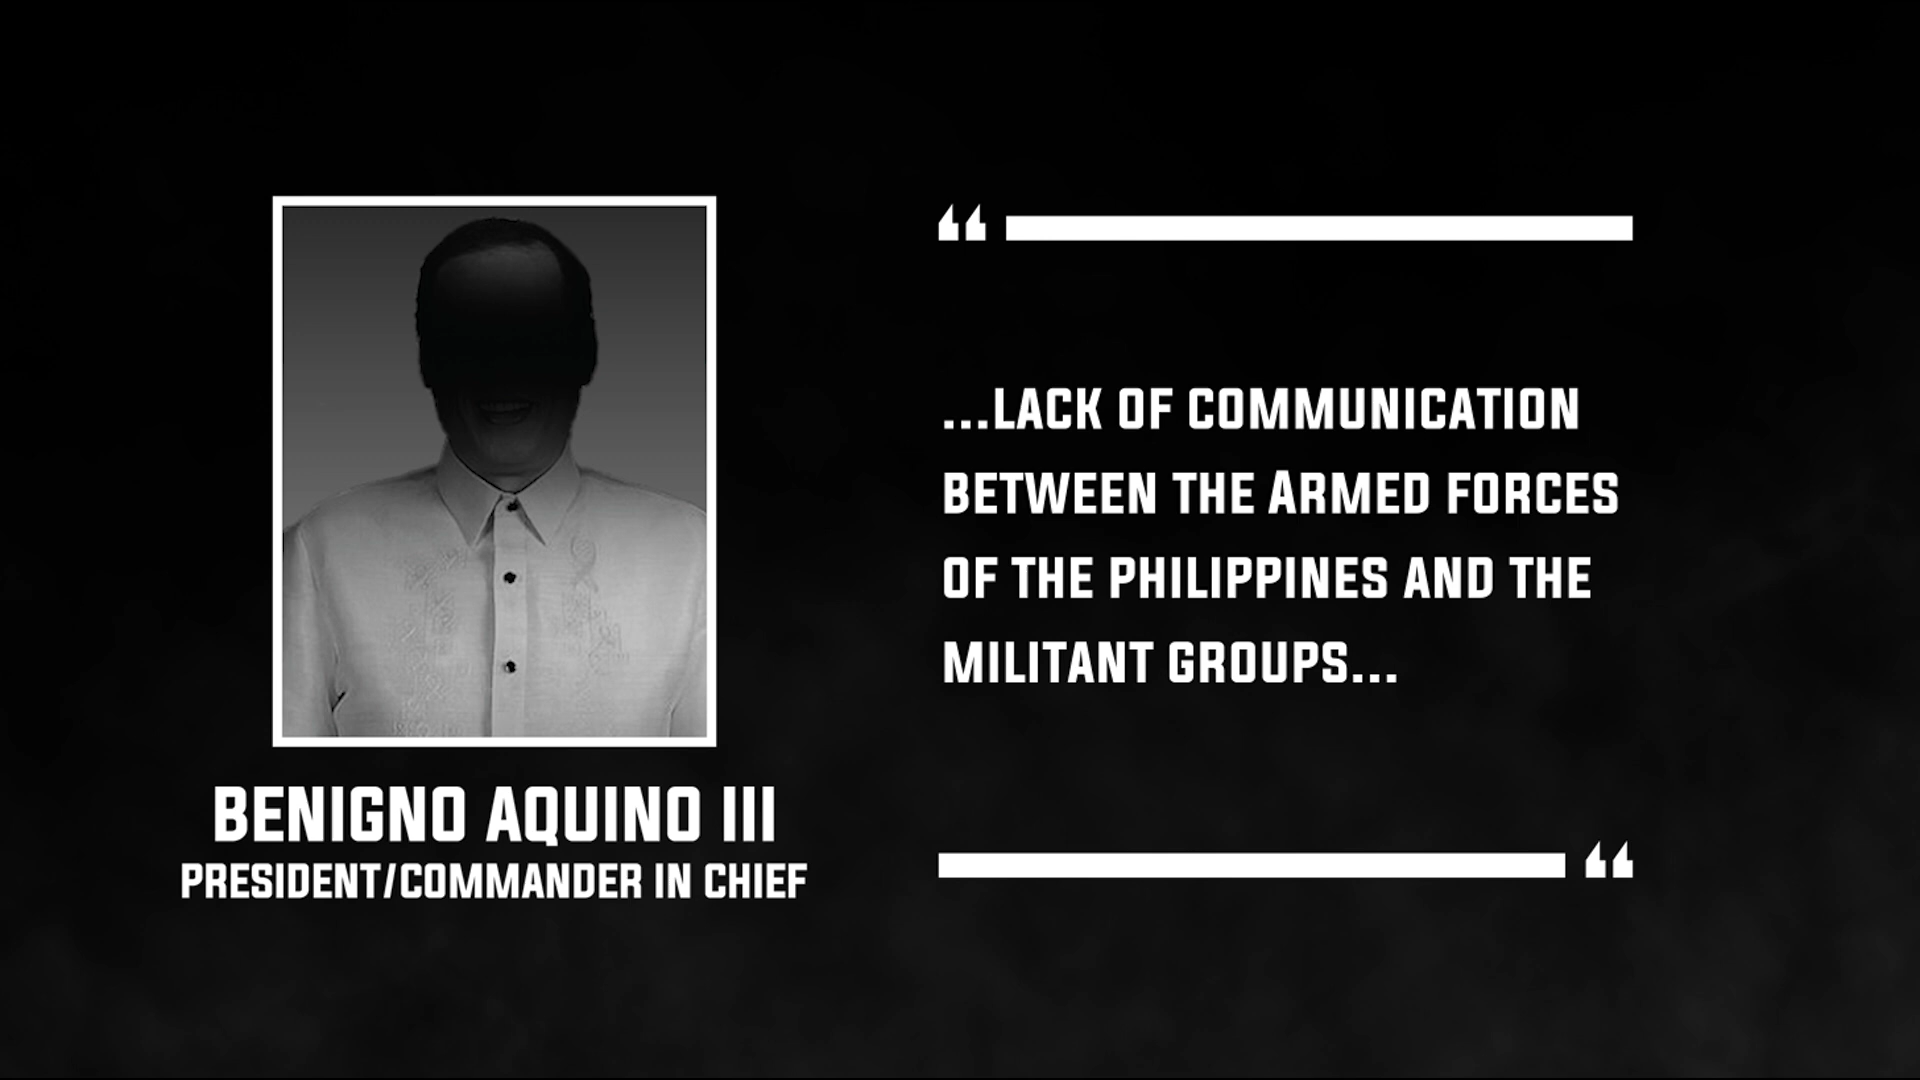 BENIGNO AQUINO III
PRESIDENT/COMMANDER IN CHIEF
“
...LACK OF COMMUNICATION
BETWEEN THE ARMED FORCES
OF THE PHILIPPINES AND THE
MILITANT GROUPS...
“